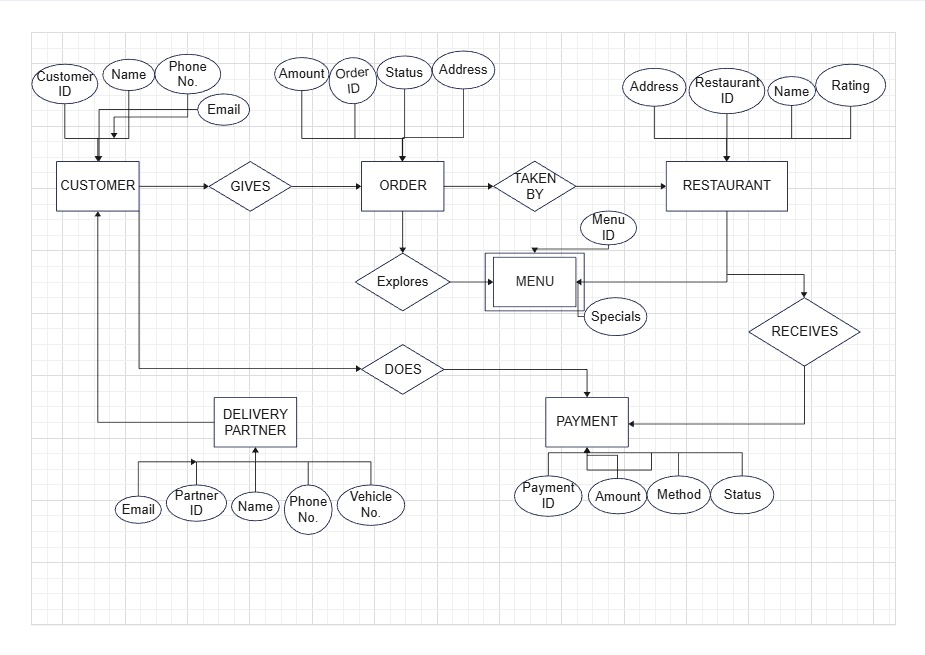 Customer
ID
Name
Phone
No.
Email
Amount
Order
ID
Status
Address
Address
Restaurant
ID
Name
Rating
CUSTOMER
GIVES
ORDER
TAKEN
BY
RESTAURANT
Menu
ID
Explores
MENU
Specials
RECEIVES
DOES
DELIVERY
PARTNER
PAYMENT
Email
Partner
ID
Name
Phone
No.
Vehicle
No.
Payment
ID
Amount
Method
Status